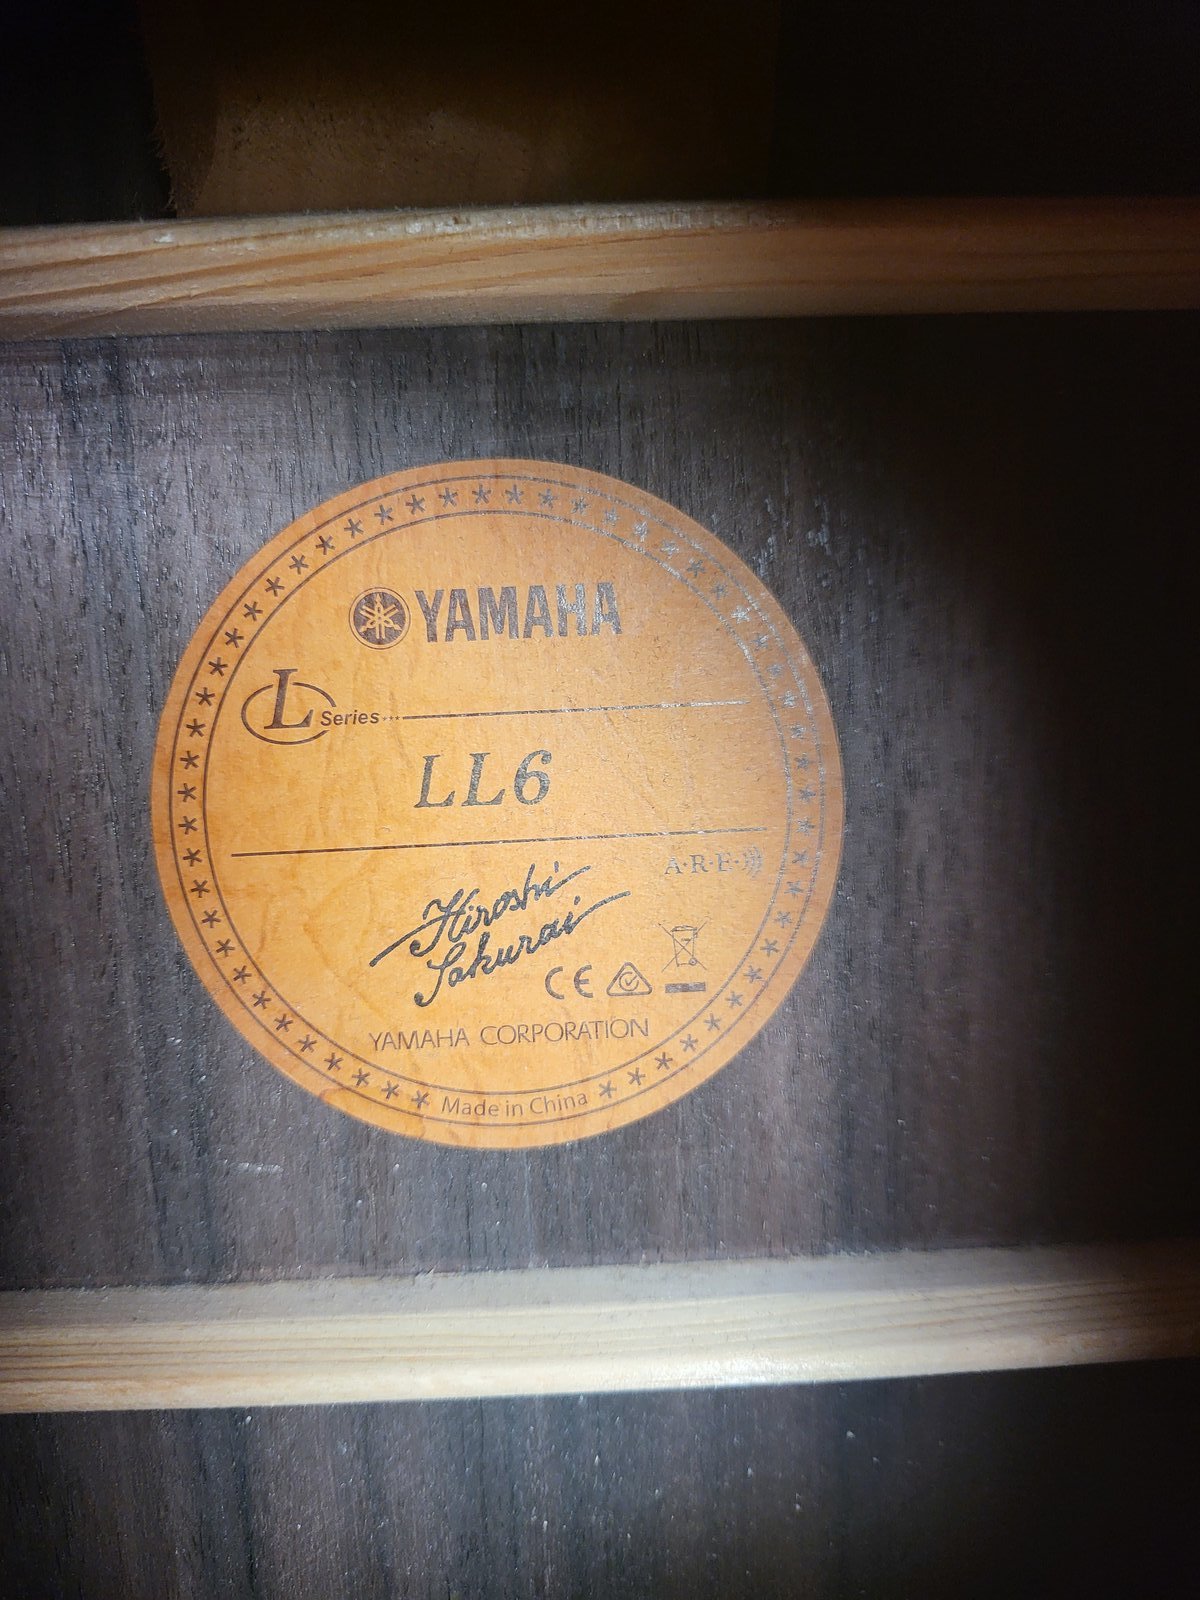 YAMAHA
L Series
LL6
A·R·E
Hiroshi
Sakurai
CE
YAMAHA CORPORATION
Made in China